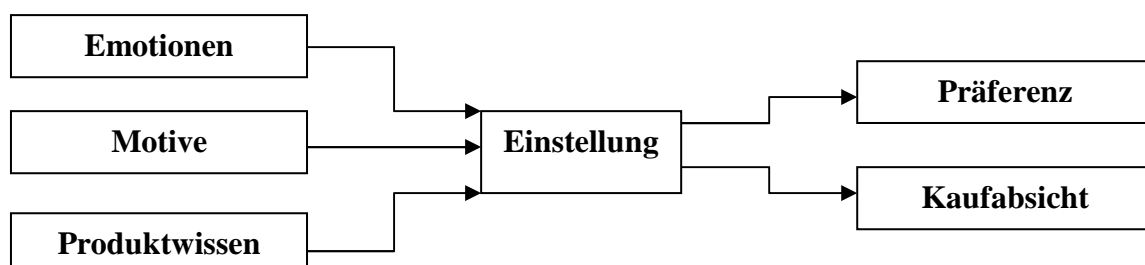 Emotionen
Motive
Produktwissen
Einstellung
Präferenz
Kaufabsicht